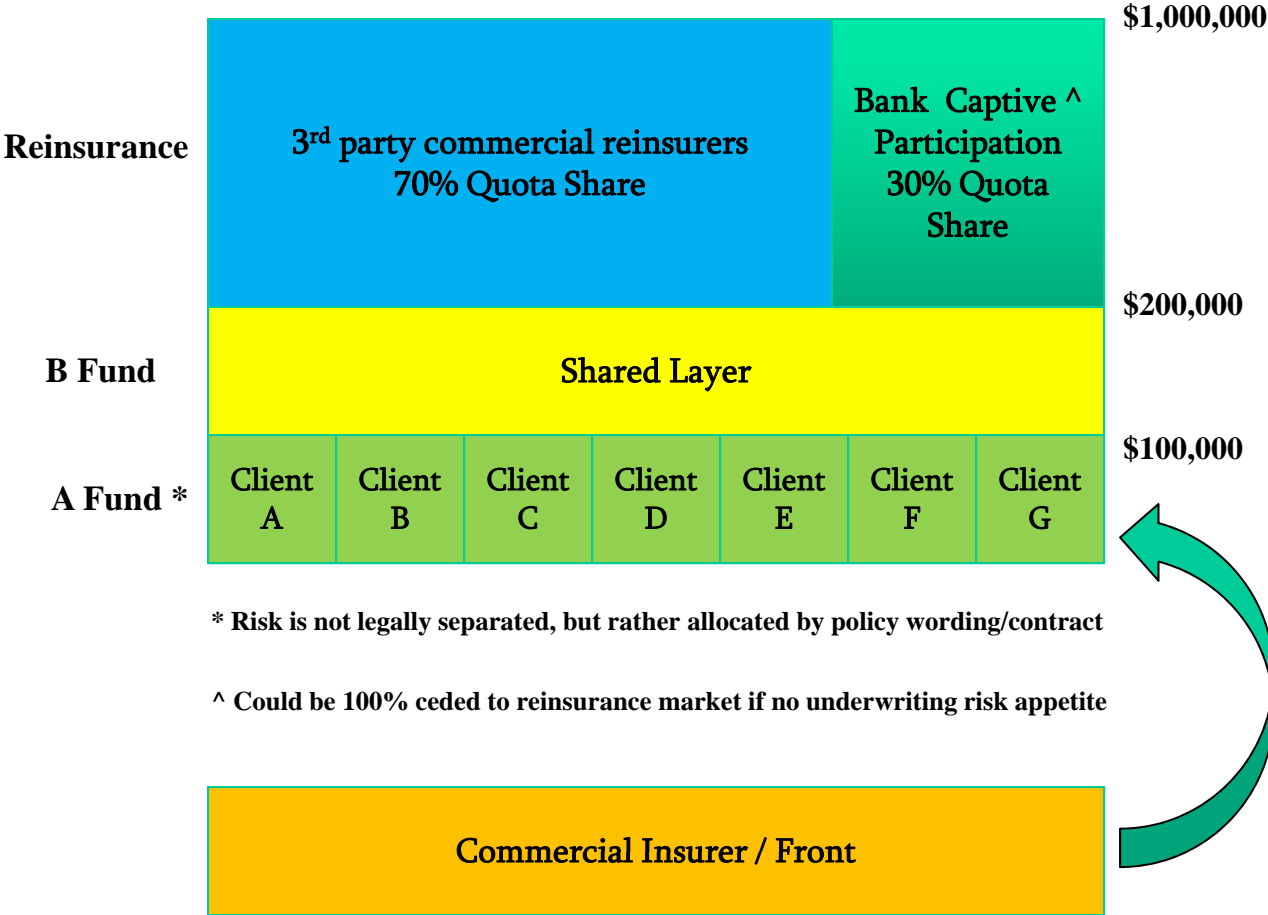 $1,000,000
Reinsurance
3rd party commercial reinsurers
70% Quota Share
Bank Captive ^
Participation
30% Quota
Share
$200,000
B Fund
Shared Layer
$100,000
A Fund *
Client
A
Client
B
Client
C
Client
D
Client
E
Client
F
Client
G
* Risk is not legally separated, but rather allocated by policy wording/contract
^ Could be 100% ceded to reinsurance market if no underwriting risk appetite
Commercial Insurer / Front